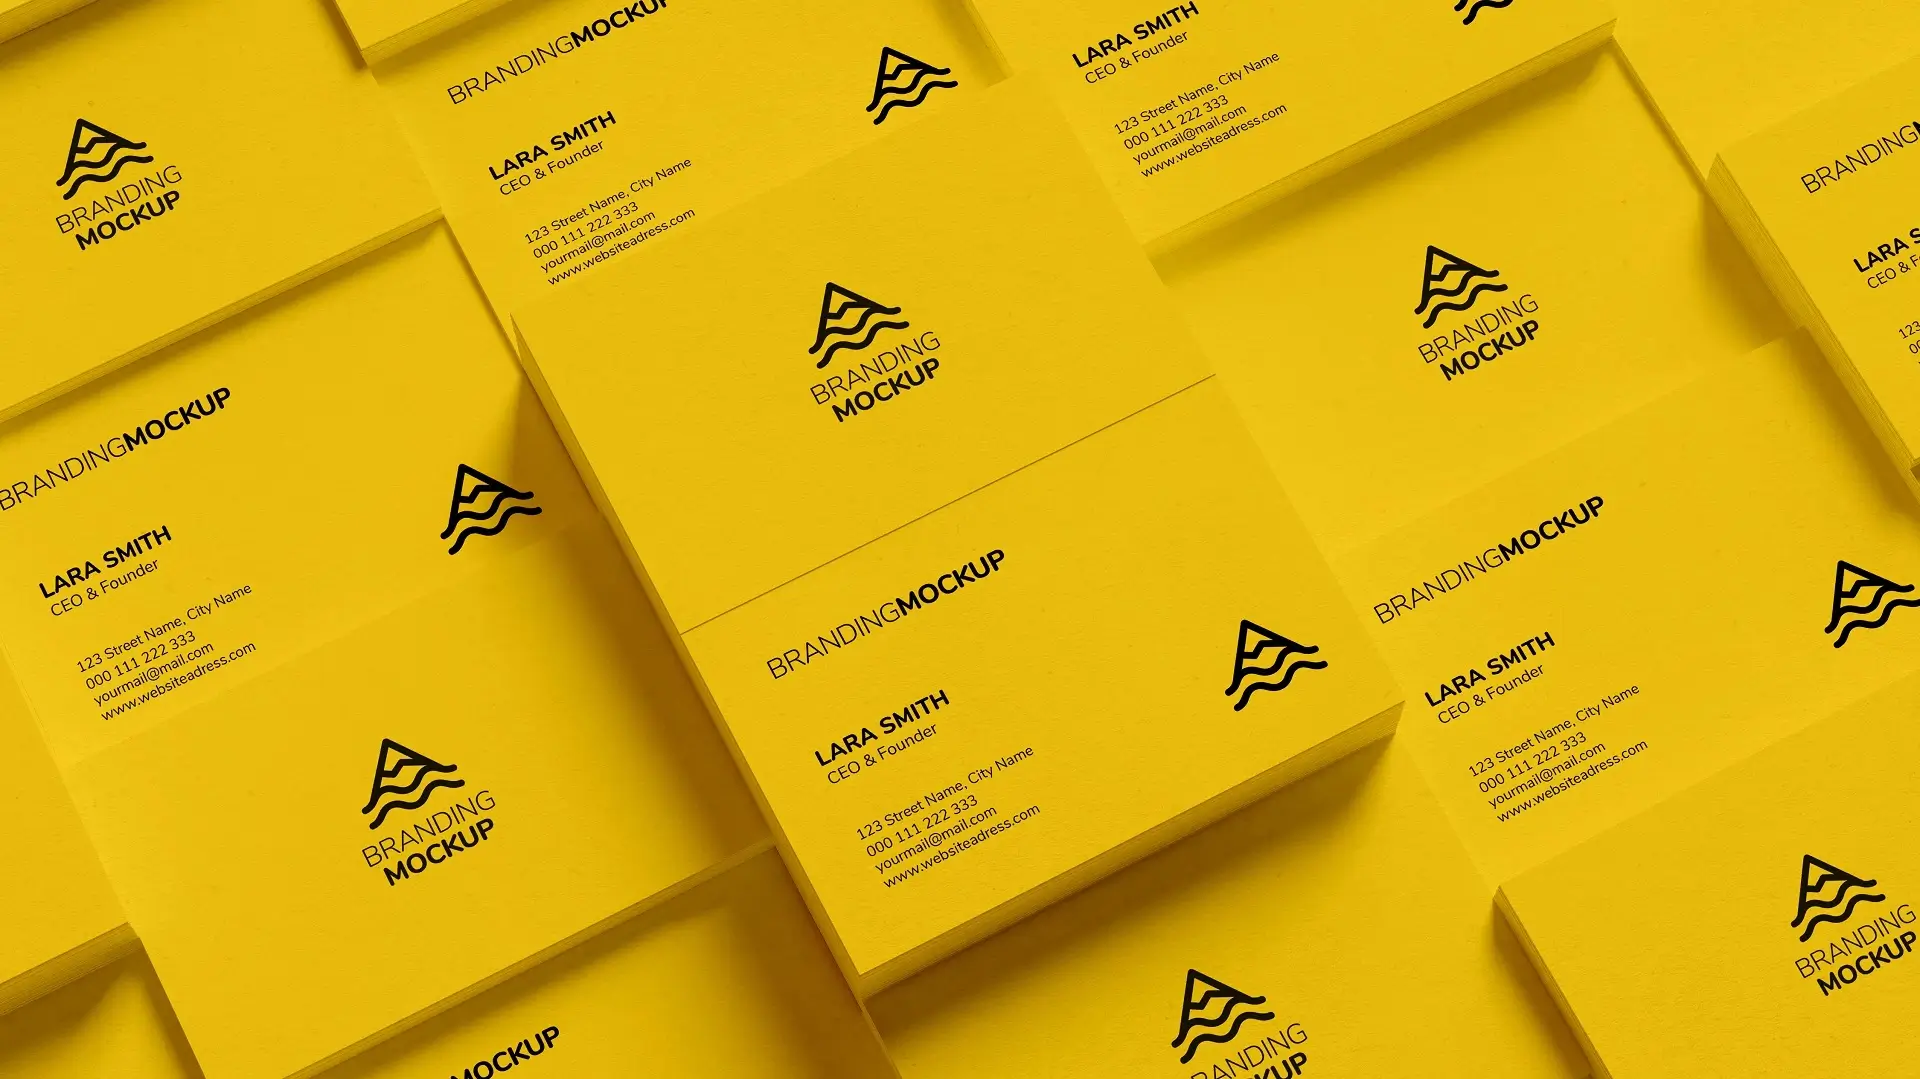 BRANDINGMOCKUP
LARA SMITH
CEO & Founder
123 Street Name, City Name
000 111 222 333
yourmail@mail.com
www.websiteadress.com
LARA SMITH
CEO & Founder
123 Street Name, City Name
000 111 222 333
yourmail@mail.com
www.websiteadress.com
BRANDING
MOCKUP
BRANDING
MOCKUP
BRANDING
MOCKUP
BRANDING
LARA
CEO &
BRANDINGMOCKUP
LARA SMITH
CEO & Founder
123 Street Name, City Name
000 111 222 333
yourmail@mail.com
www.websiteadress.com
BRANDINGMOCKUP
LARA SMITH
CEO & Founder
123 Street Name, City Name
000 111 222 333
yourmail@mail.com
www.websiteadress.com
BRANDINGMOCKUP
LARA SMITH
CEO & Founder
123 Street Name, City Name
000 111 222 333
yourmail@mail.com
www.websiteadress.com
BRANDING
MOCKUP
BRANDING
MOCKUP
MOCKUP
BRANDING